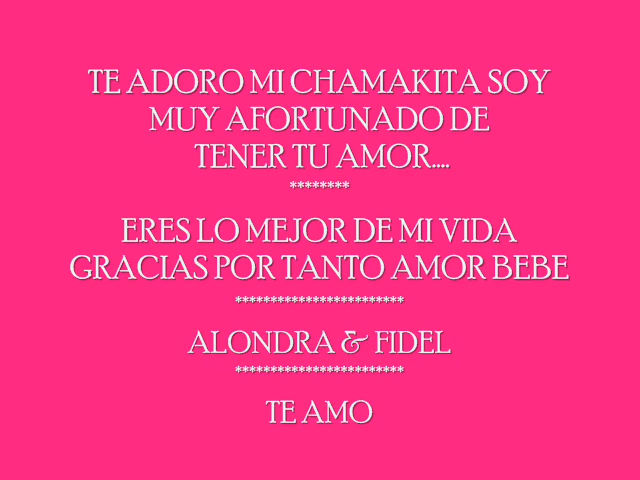 TE ADORO MI CHAMAKITA SOY
MUY AFORTUNADO DE
TENER TU AMOR....
********
ERES LO MEJOR DE MI VIDA
GRACIAS POR TANTO AMOR BEBE
************************
ALONDRA & FIDEL
************************
TE AMO